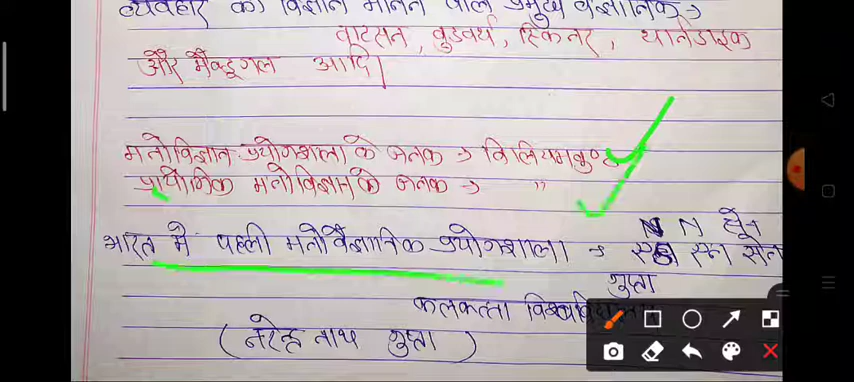 व्यवहार का विज्ञान मानने वाले प्रमुख वैज्ञानिक →
वाटसन, वुडवर्थ, स्किनर, थार्नडाइक
और मैक्डूगल आदि।
मनोविज्ञान प्रयोगशाला के जनक → विलियम वुण्ट
प्रायोगिक मनोविज्ञान के जनक → "
भारत में पहली मनोवैज्ञानिक प्रयोगशाला → एन सेन
गुप्ता
कलकत्ता विश्वविद्यालय
(नरेन्द्र नाथ गुप्ता)